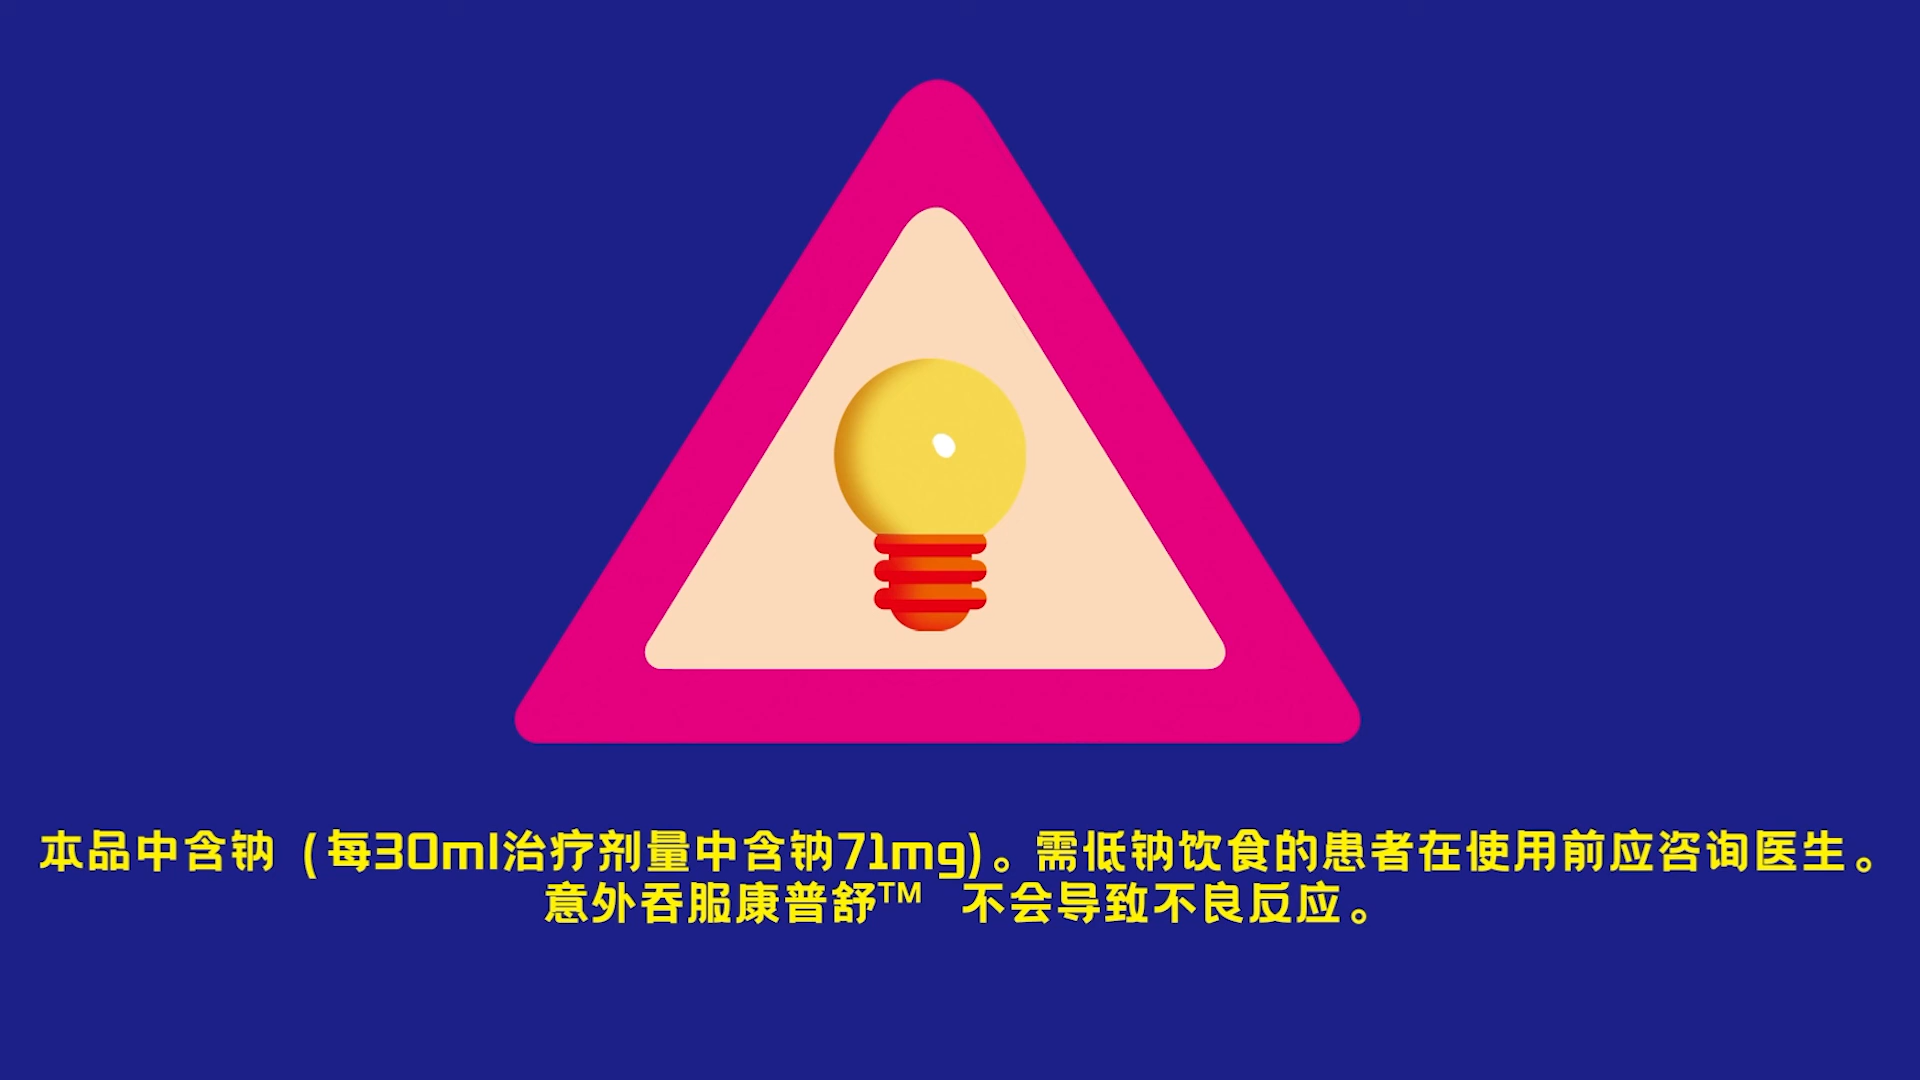 本品中含钠（每30ml治疗剂量中含钠71mg)。需低钠饮食的患者在使用前应咨询医生。
意外吞服康普舒™ 不会导致不良反应。